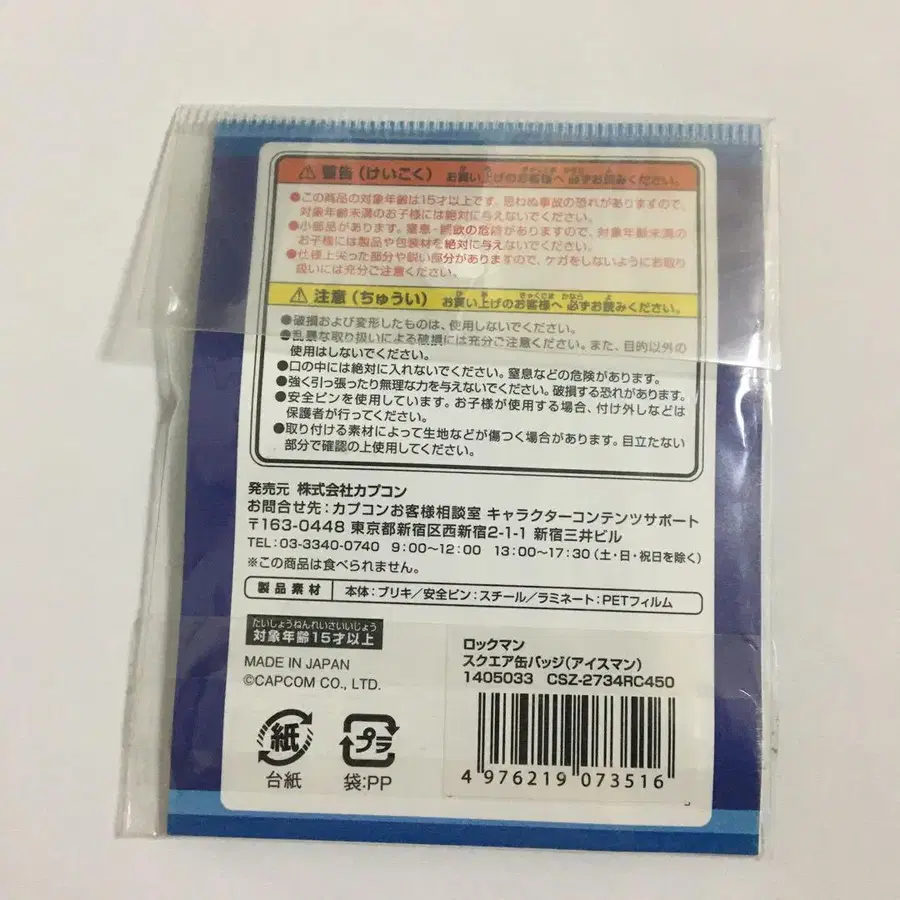 ⚠ 警告(けいこく) お買い上げのお客様へ 必ずお読みください。
●この商品の対象年齢は15才以上です。思わぬ事故の恐れがありますので、
対象年齢未満のお子様には絶対に与えないでください。
●小部品があります。窒息・誤飲の危険がありますので、対象年齢未満の
お子様には製品や包装材を絶対に与えないでください。
●仕様上尖った部分や鋭い部分がありますので、ケガをしないようにお取り
扱いには充分ご注意ください。
⚠ 注意(ちゅうい) お買い上げのお客様へ 必ずお読みください。
●破損および変形したものは、使用しないでください。
●乱暴な取り扱いによる破損には充分ご注意ください。また、目的以外の
使用はしないでください。
●口の中には絶対に入れないでください。窒息などの危険があります。
●強く引っ張ったり無理な力を与えないでください。破損する恐れがあります。
●安全ピンを使用しています。お子様が使用する場合、付け外しなどは
保護者が行ってください。
●取り付ける素材によって生地などが傷つく場合があります。目立たない
部分で確認の上使用してください。
発売元 株式会社カプコン
お問合せ先:カプコンお客様相談室 キャラクターコンテンツサポート
〒163-0448 東京都新宿区西新宿2-1-1 新宿三井ビル
TEL:03-3340-0740 9:00~12:00 13:00~17:30(土・日・祝日を除く)
※この商品は食べられません。
製品素材 本体:ブリキ/安全ピン:スチール/ラミネート:PETフィルム
たいしょうねんれいさいいじょう
対象年齢15才以上
MADE IN JAPAN
©CAPCOM CO., LTD.
紙
台紙
プラ
袋:PP
ロックマン
スクエア缶バッジ(アイスマン)
1405033 CSZ-2734RC450
4 976219 073516